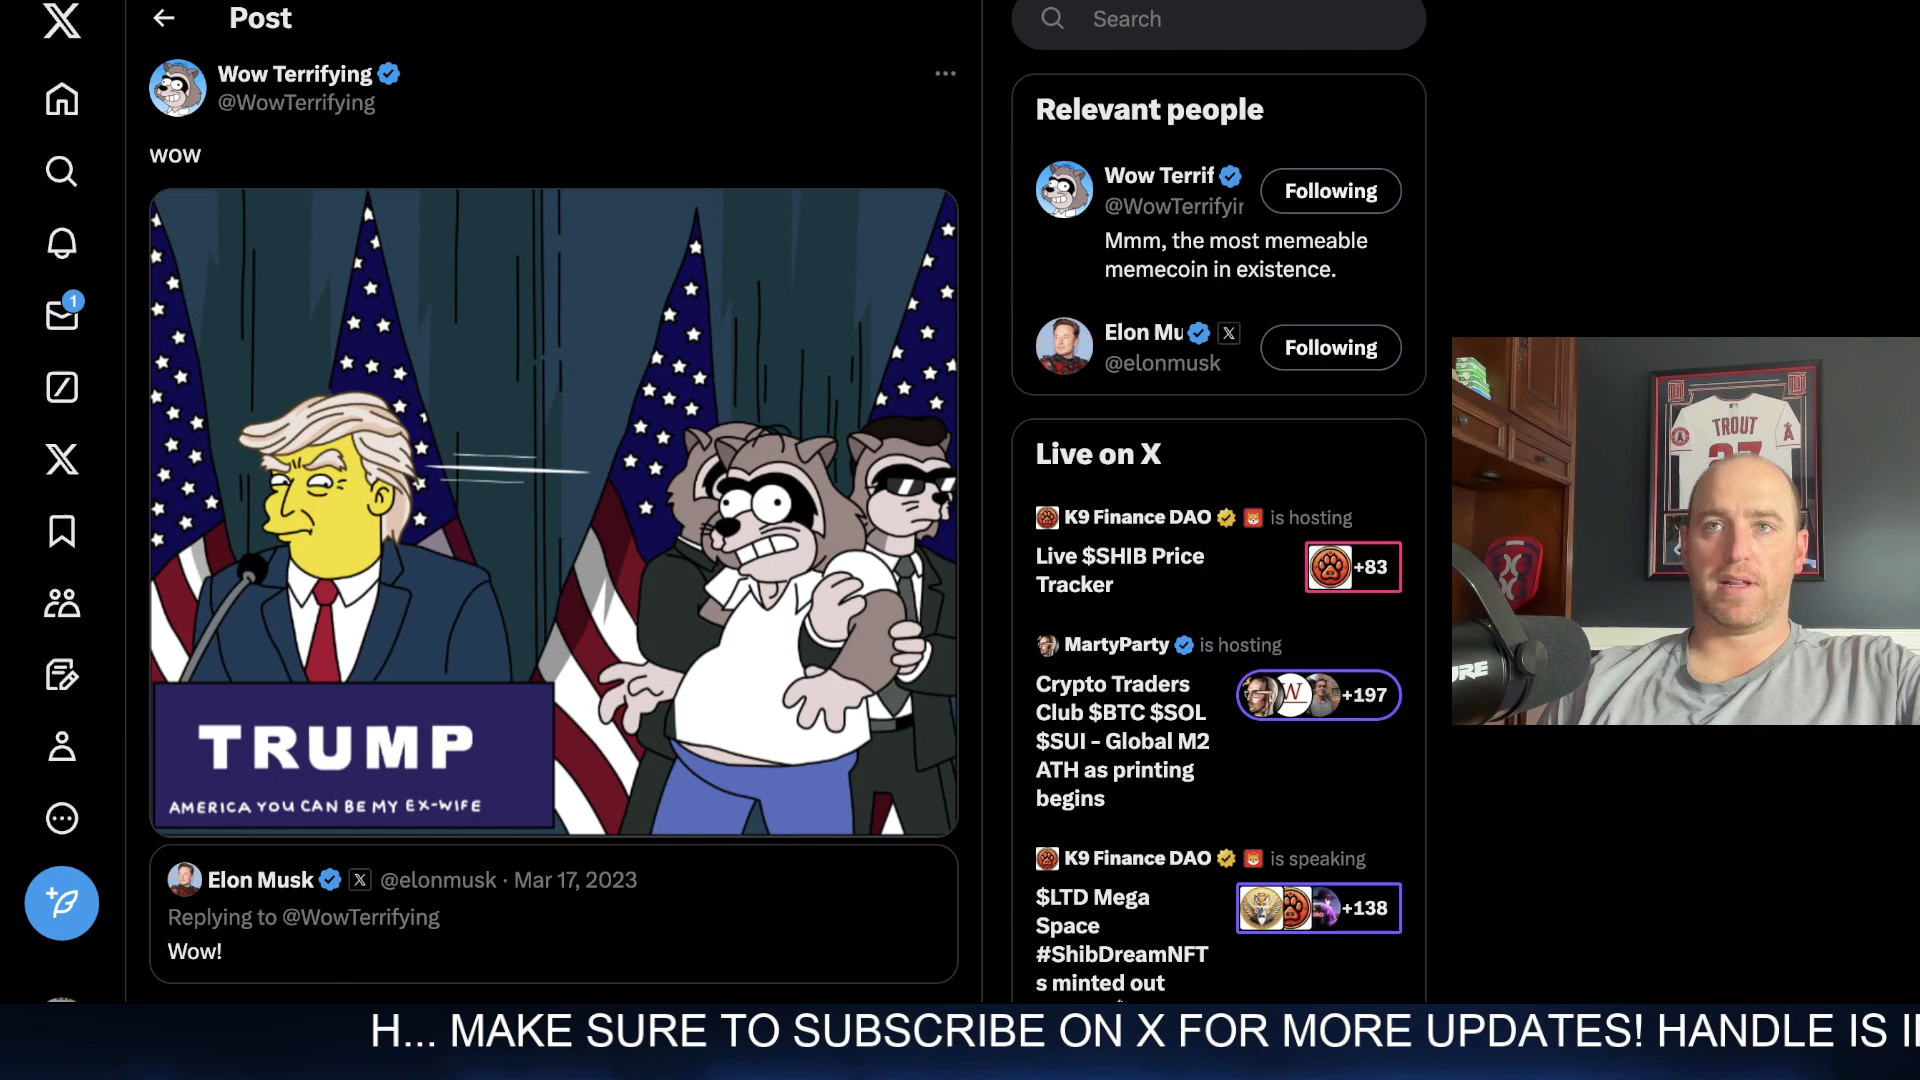 Post
Wow Terrifying
@WowTerrifying
wow
TRUMP
AMERICA YOU CAN BE MY EX-WIFE
Elon Musk @elonmusk · Mar 17, 2023
Replying to @WowTerrifying
Wow!
1
Search
Relevant people
Wow Terrif
@WowTerrifyir
Following
Mmm, the most memeable
memecoin in existence.
Elon Mu
@elonmusk
Following
Live on X
K9 Finance DAO is hosting
Live $SHIB Price
Tracker
+83
MartyParty is hosting
Crypto Traders
Club $BTC $SOL
$SUI - Global M2
ATH as printing
begins
W
+197
K9 Finance DAO is speaking
$LTD Mega
Space
#ShibDreamNFT
s minted out
+138
TROUT
27
A
URE
H... MAKE SURE TO SUBSCRIBE ON X FOR MORE UPDATES! HANDLE IS